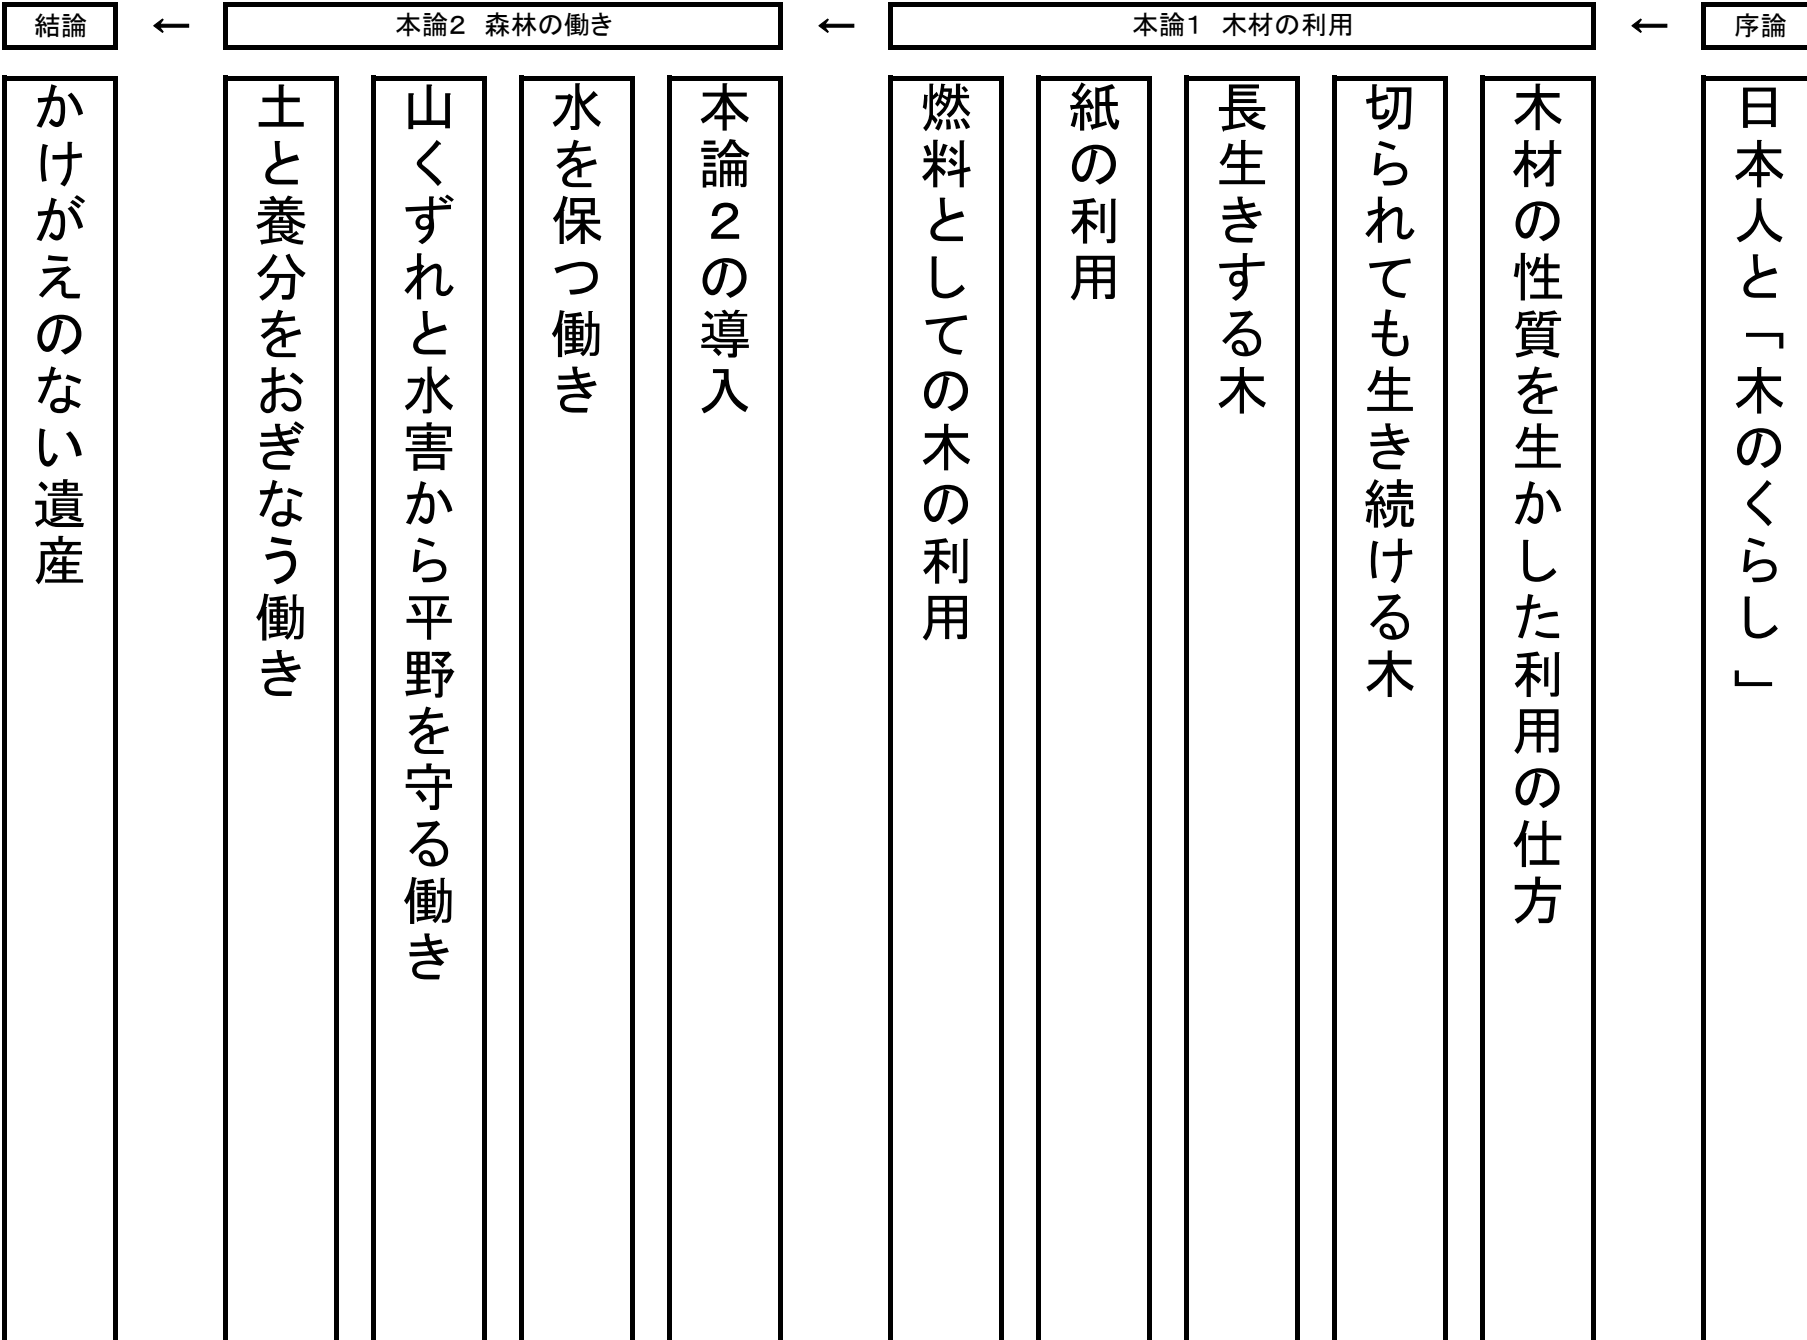 序論
日本人と「木のくらし」
←
本論1　木材の利用
木材の性質を生かした利用の仕方
切られても生き続ける木
長生きする木
紙の利用
燃料としての木の利用
←
本論2　森林の働き
本論2の導入
水を保つ働き
山くずれと水害から平野を守る働き
土と養分をおぎなう働き
←
結論
かけがえのない遺産